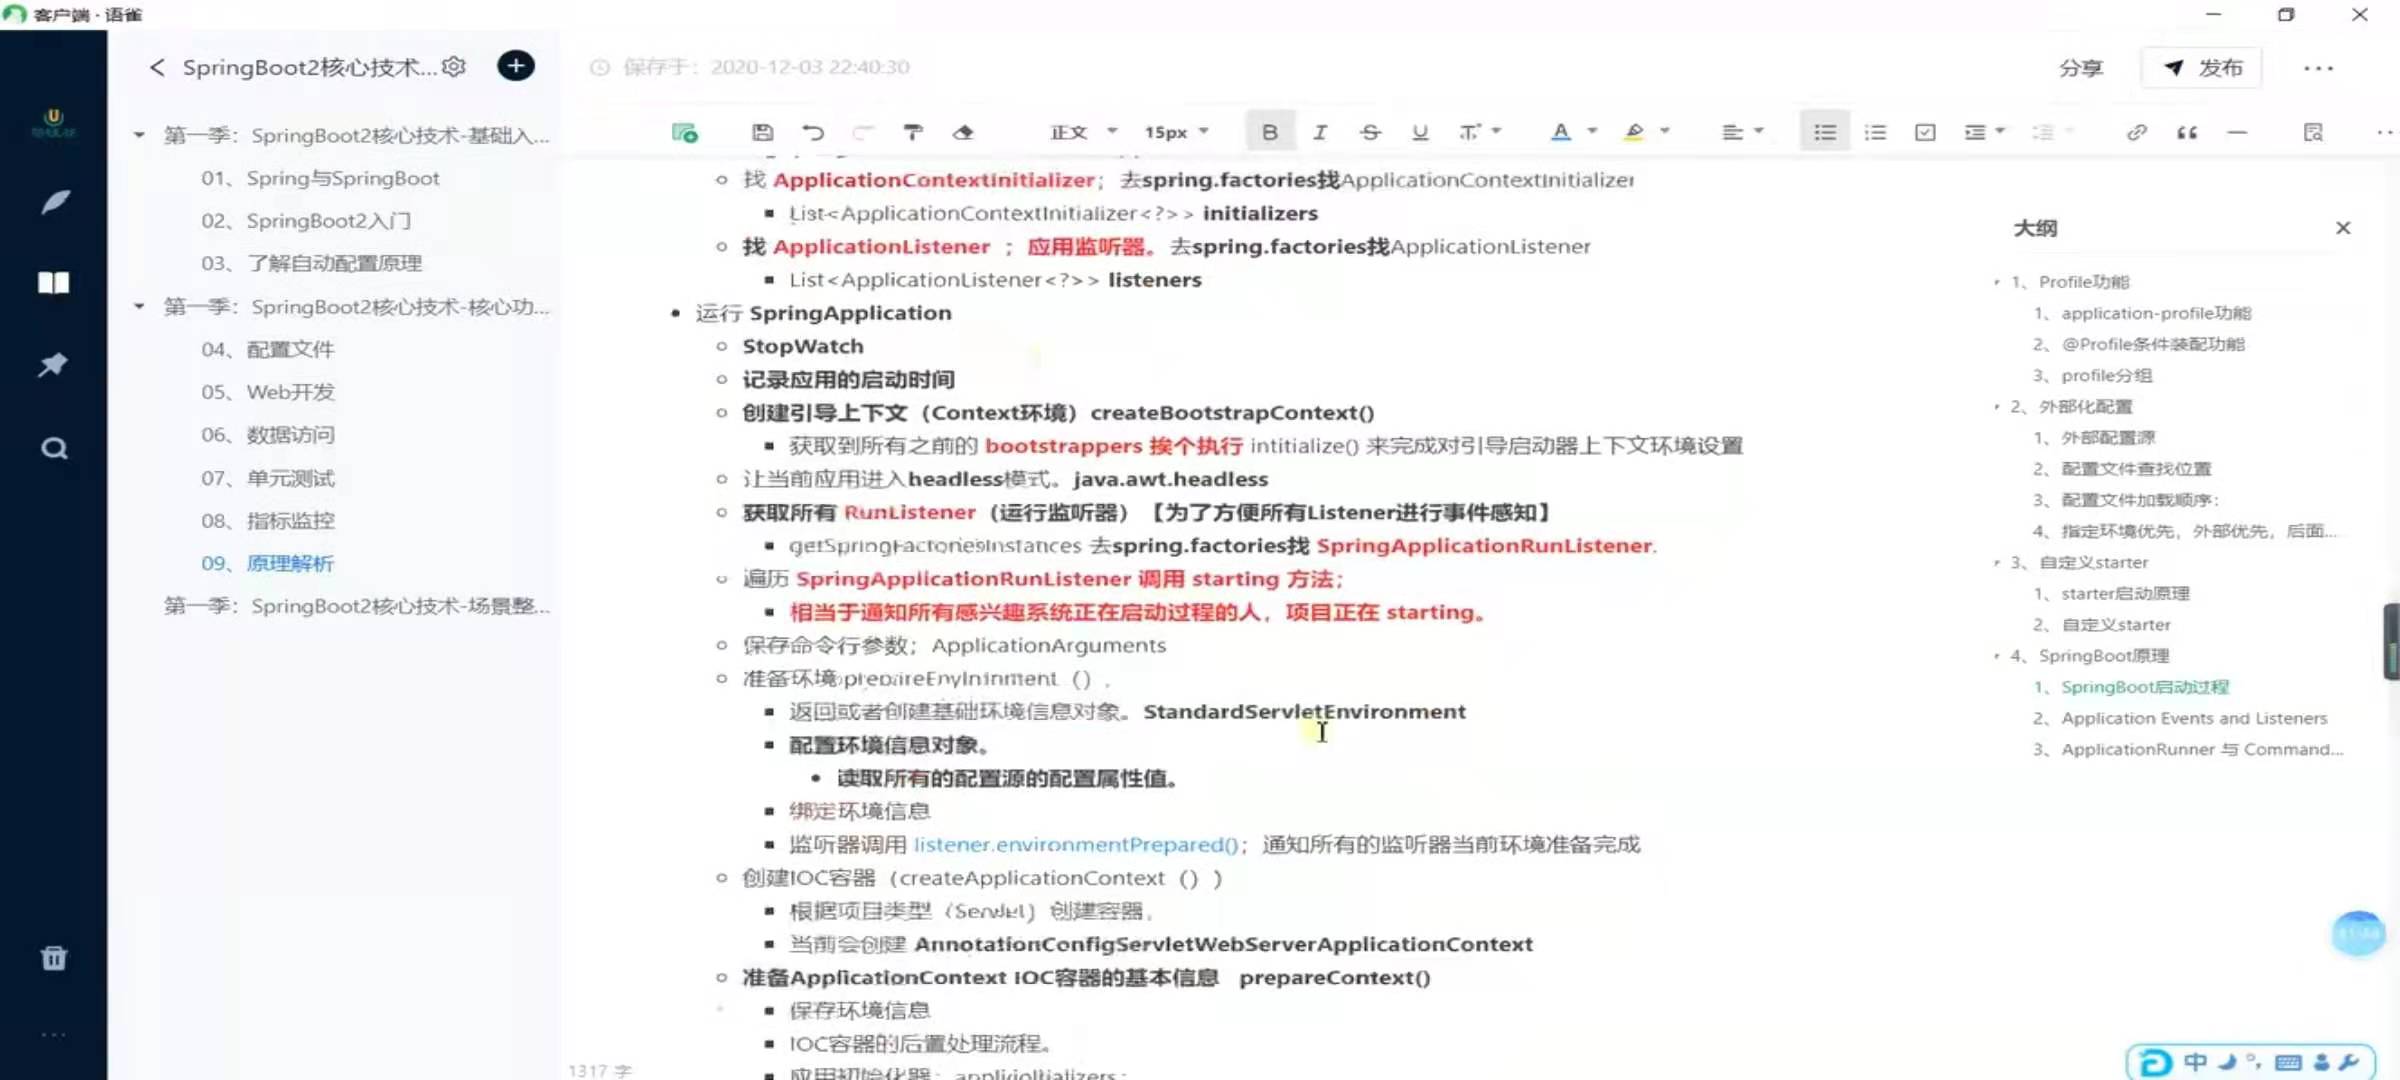 客户端 · 语雀
SpringBoot2核心技术...
保存于：2020-12-03 22:40:30
分享
发布
正文
15px
第一季：SpringBoot2核心技术-基础入...
01、Spring与SpringBoot
02、SpringBoot2入门
03、了解自动配置原理
第一季：SpringBoot2核心技术-核心功...
04、配置文件
05、Web开发
06、数据访问
07、单元测试
08、指标监控
09、原理解析
第一季：SpringBoot2核心技术-场景整...
找 ApplicationContextInitializer；去spring.factories找ApplicationContextInitializer
List<ApplicationContextInitializer<?>> initializers
找 ApplicationListener ；应用监听器。去spring.factories找ApplicationListener
List<ApplicationListener<?>> listeners
运行 SpringApplication
StopWatch
记录应用的启动时间
创建引导上下文（Context环境）createBootstrapContext()
获取到所有之前的 bootstrappers 挨个执行 intitialize() 来完成对引导启动器上下文环境设置
让当前应用进入headless模式。java.awt.headless
获取所有 RunListener（运行监听器）【为了方便所有Listener进行事件感知】
getSpringFactoriesInstances 去spring.factories找 SpringApplicationRunListener.
遍历 SpringApplicationRunListener 调用 starting 方法；
相当于通知所有感兴趣系统正在启动过程的人，项目正在 starting。
保存命令行参数；ApplicationArguments
准备环境
返回或者创建基础环境信息对象。StandardServletEnvironment
配置环境信息对象。
读取所有的配置源的配置属性值。
绑定环境信息
监听器调用 listener.environmentPrepared()；通知所有的监听器当前环境准备完成
创建IOC容器（createApplicationContext（））
根据项目类型（Servlet）创建容器，
当前会创建 AnnotationConfigServletWebServerApplicationContext
准备ApplicationContext IOC容器的基本信息 prepareContext()
保存环境信息
IOC容器的后置处理流程。
应用初始化器；
1317 字
大纲
1、Profile功能
1、application-profile功能
2、@Profile条件装配功能
3、profile分组
2、外部化配置
1、外部配置源
2、配置文件查找位置
3、配置文件加载顺序：
4、指定环境优先，外部优先，后面...
3、自定义starter
1、starter启动原理
2、自定义starter
4、SpringBoot原理
1、SpringBoot启动过程
2、Application Events and Listeners
3、ApplicationRunner 与 Command...
中